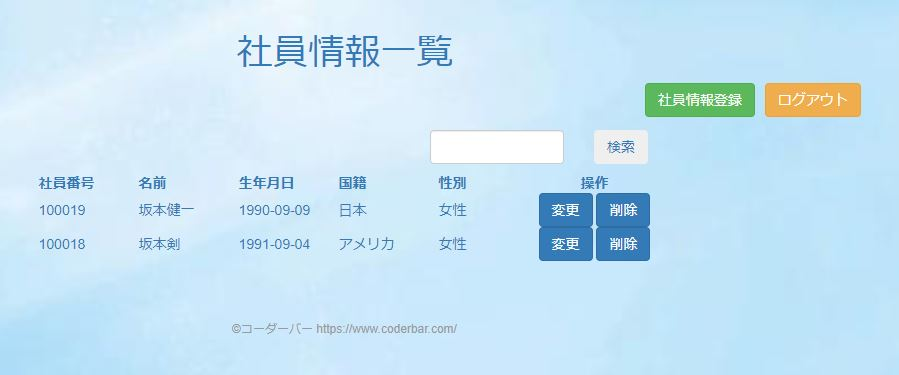 社員情報一覧
社員情報登録 ログアウト
検索
社員番号 名前 生年月日 国籍 性別 操作
100019 坂本健一 1990-09-09 日本 女性 変更 削除
100018 坂本剣 1991-09-04 アメリカ 女性 変更 削除
©コーダーバー https://www.coderbar.com/